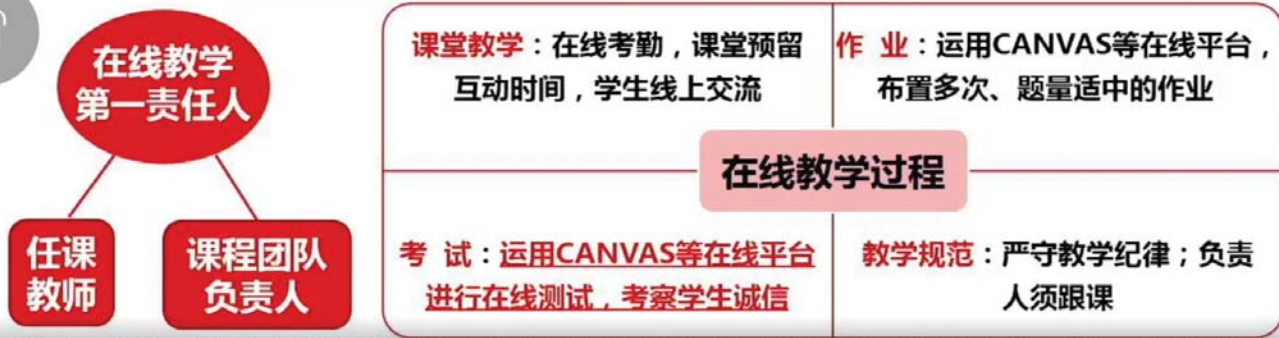 在线教学
第一责任人
任课
教师
课程团队
负责人
课堂教学：在线考勤，课堂预留
互动时间，学生线上交流
作 业：运用CANVAS等在线平台，
布置多次、题量适中的作业
在线教学过程
考 试：运用CANVAS等在线平台
进行在线测试，考察学生诚信
教学规范：严守教学纪律；负责
人须跟课